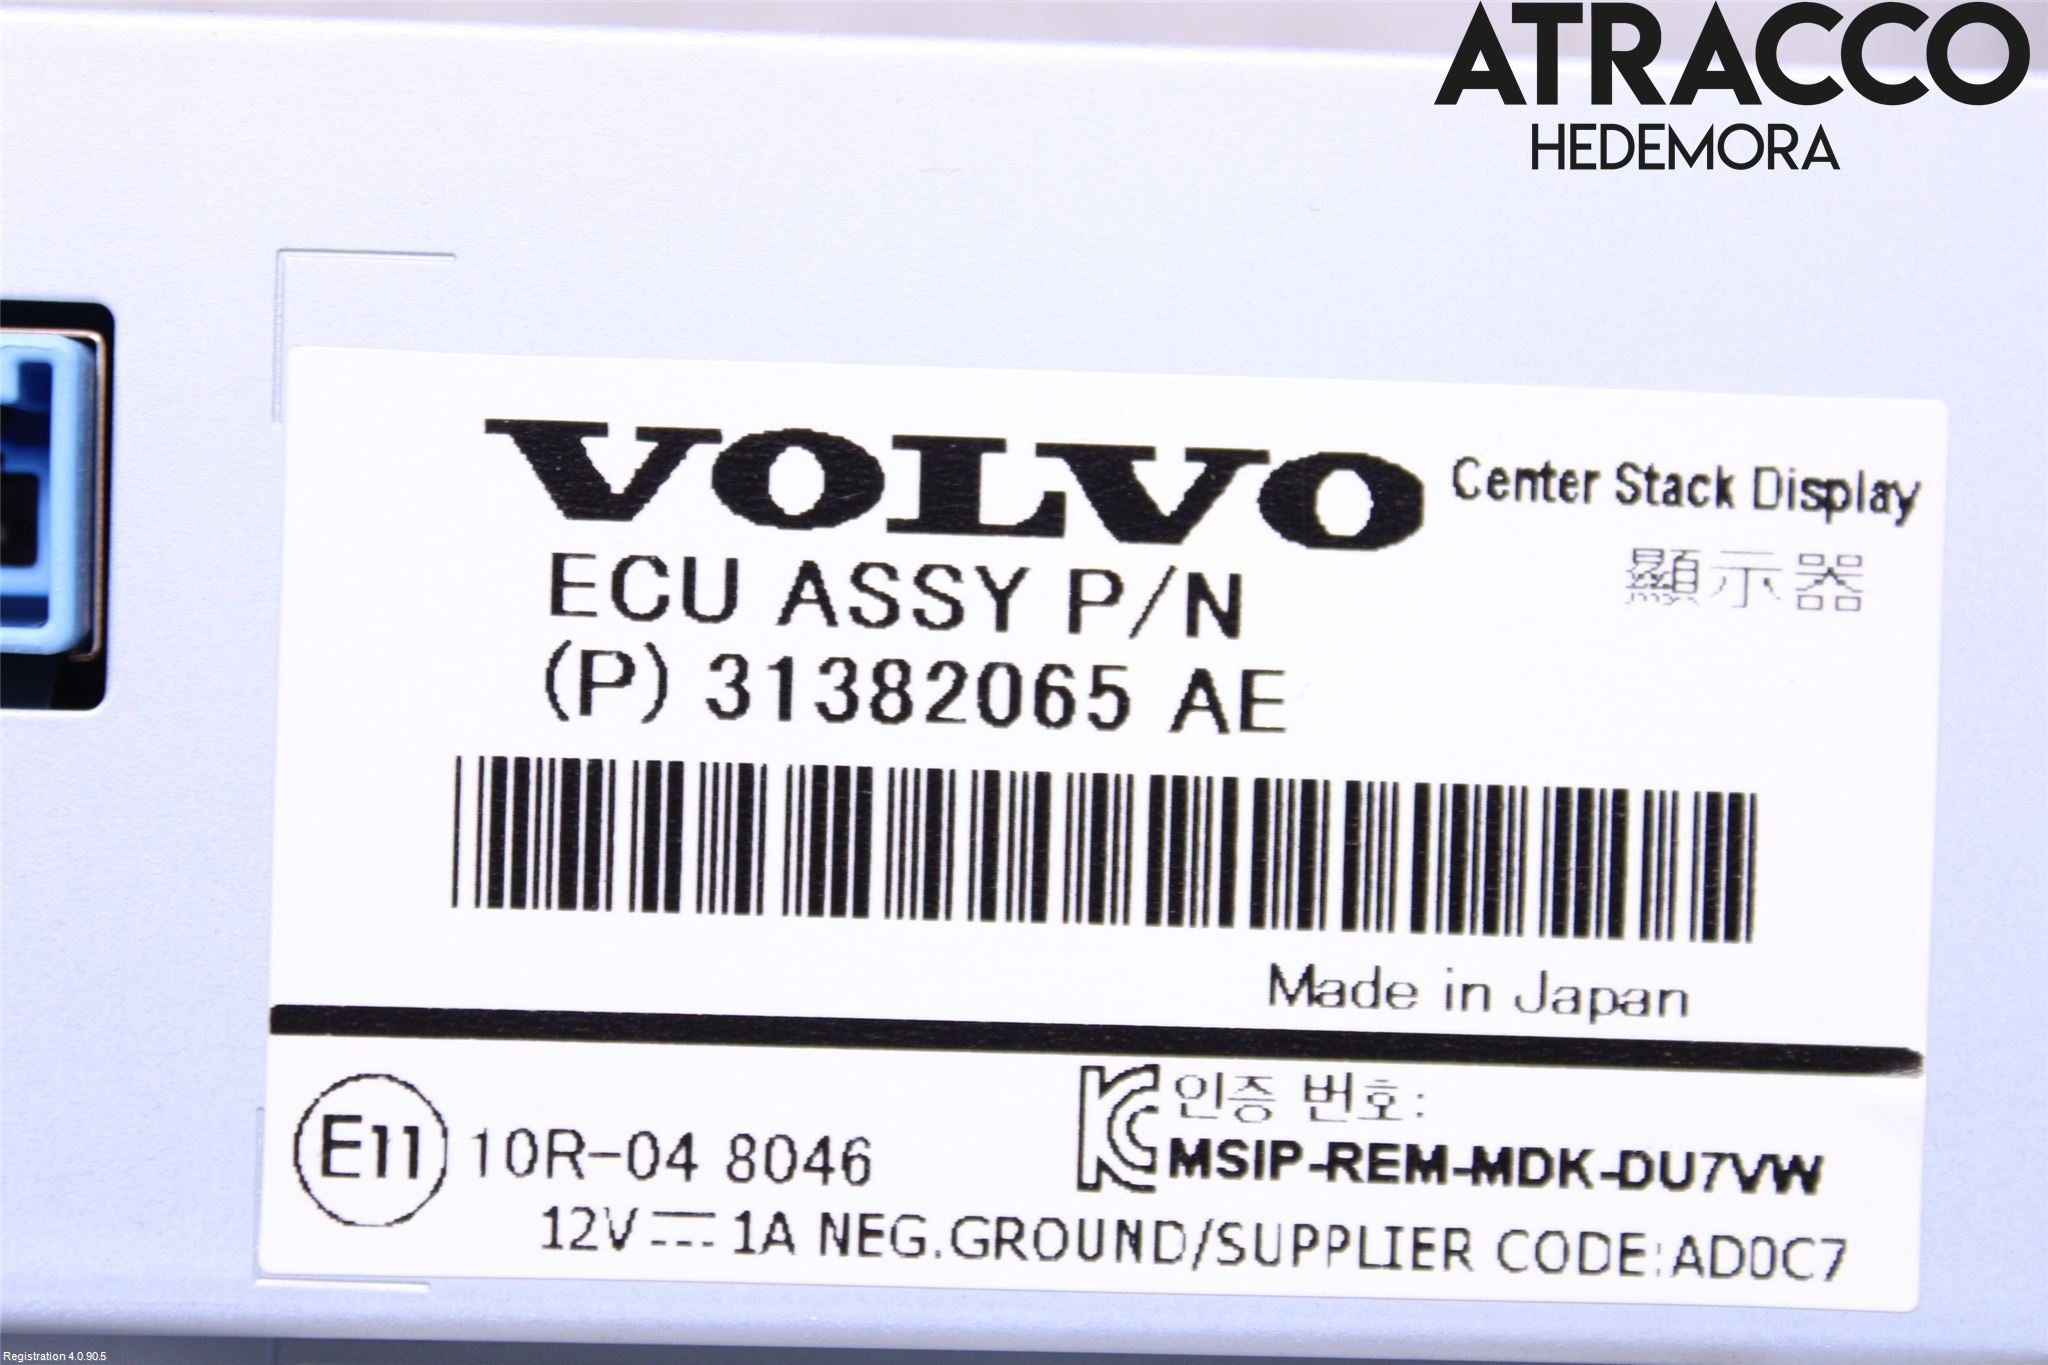 ATRACCO
HEDEMORA
VOLVO
Center Stack Display
顯示器
ECU ASSY P/N
(P) 31382065 AE
Made in Japan
E11
10R-04 8046
인증 번호:
MSIP-REM-MDK-DU7VW
12V⎓1A NEG.GROUND/SUPPLIER CODE:AD0C7
Registration 4.0.90.5